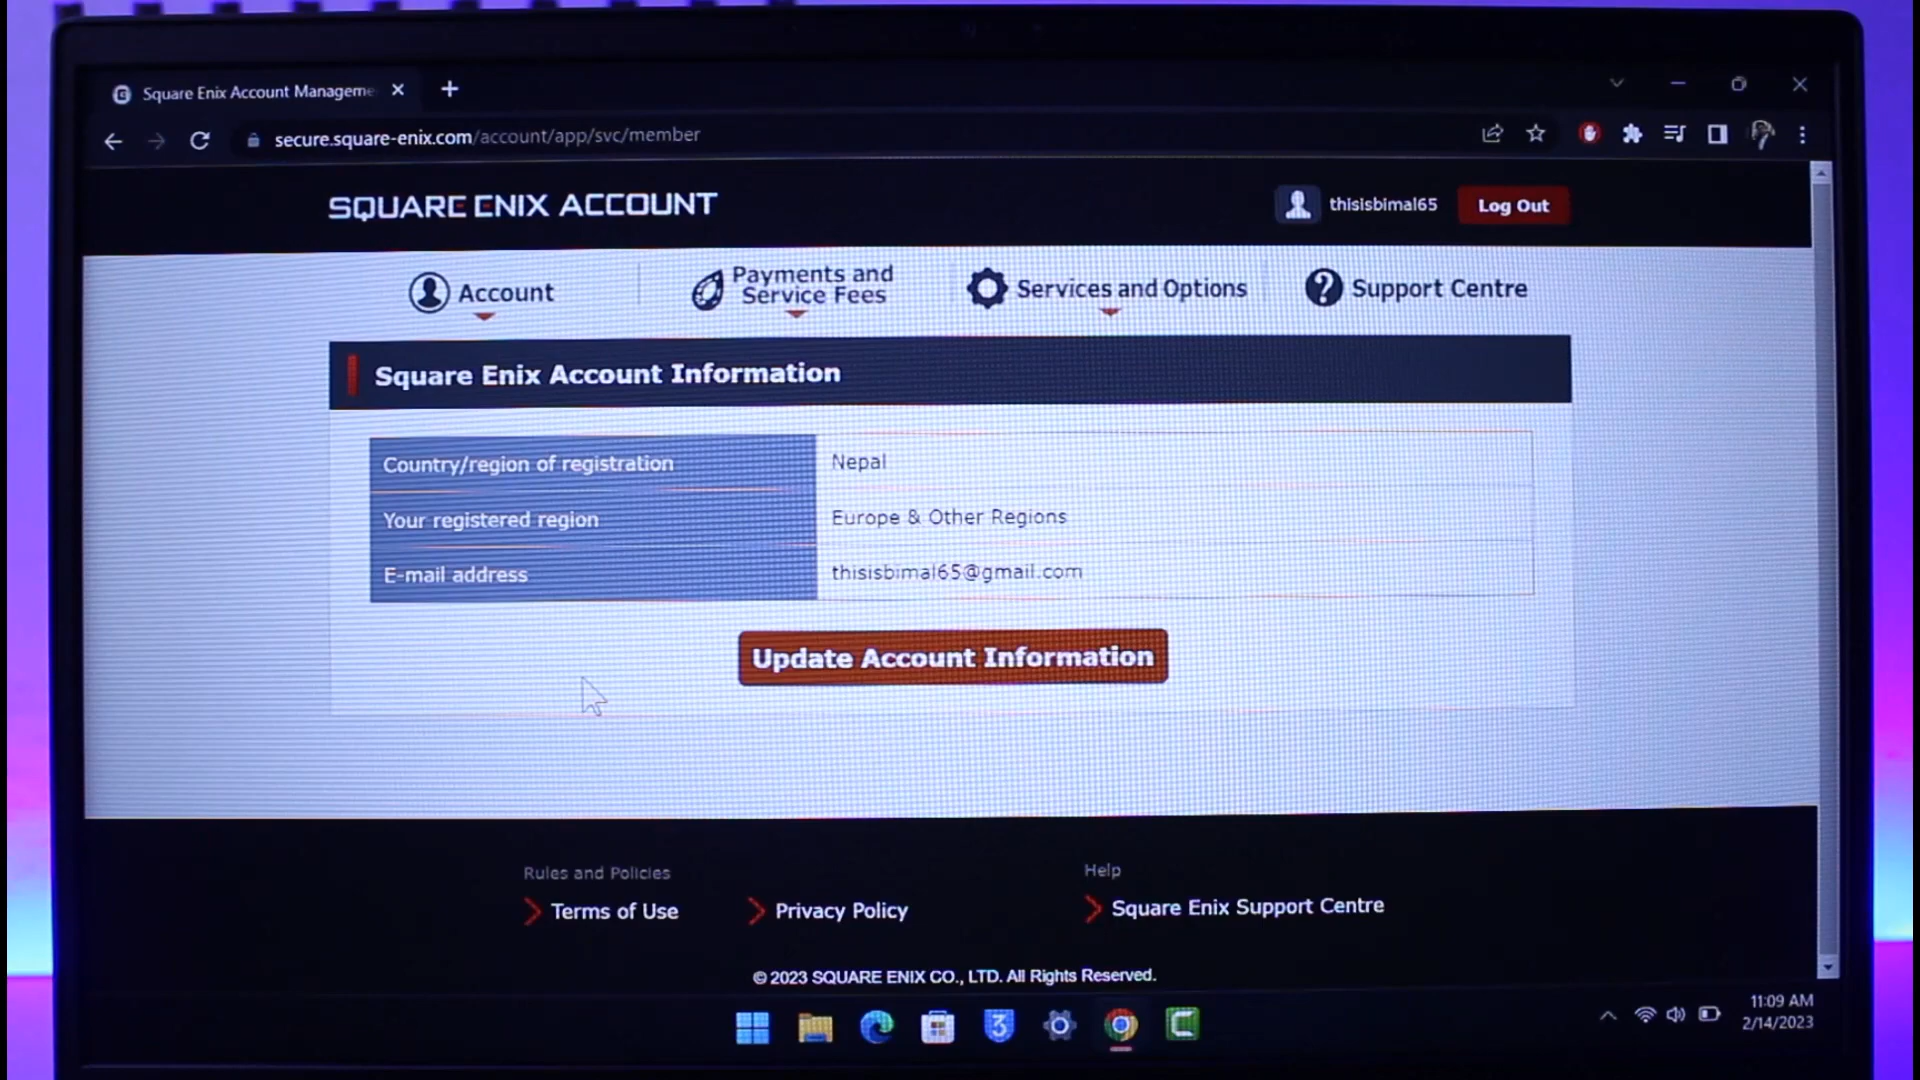 Square Enix Account Manageme
secure.square-enix.com/account/app/svc/member
SQUARE ENIX ACCOUNT
thisisbimal65
Log Out
Account
Payments and
Service Fees
Services and Options
Support Centre
Square Enix Account Information
Country/region of registration
Nepal
Your registered region
Europe & Other Regions
E-mail address
thisisbimal65@gmail.com
Update Account Information
Rules and Policies
Help
Terms of Use
Privacy Policy
Square Enix Support Centre
© 2023 SQUARE ENIX CO., LTD. All Rights Reserved.
3
11:09 AM
2/14/2023